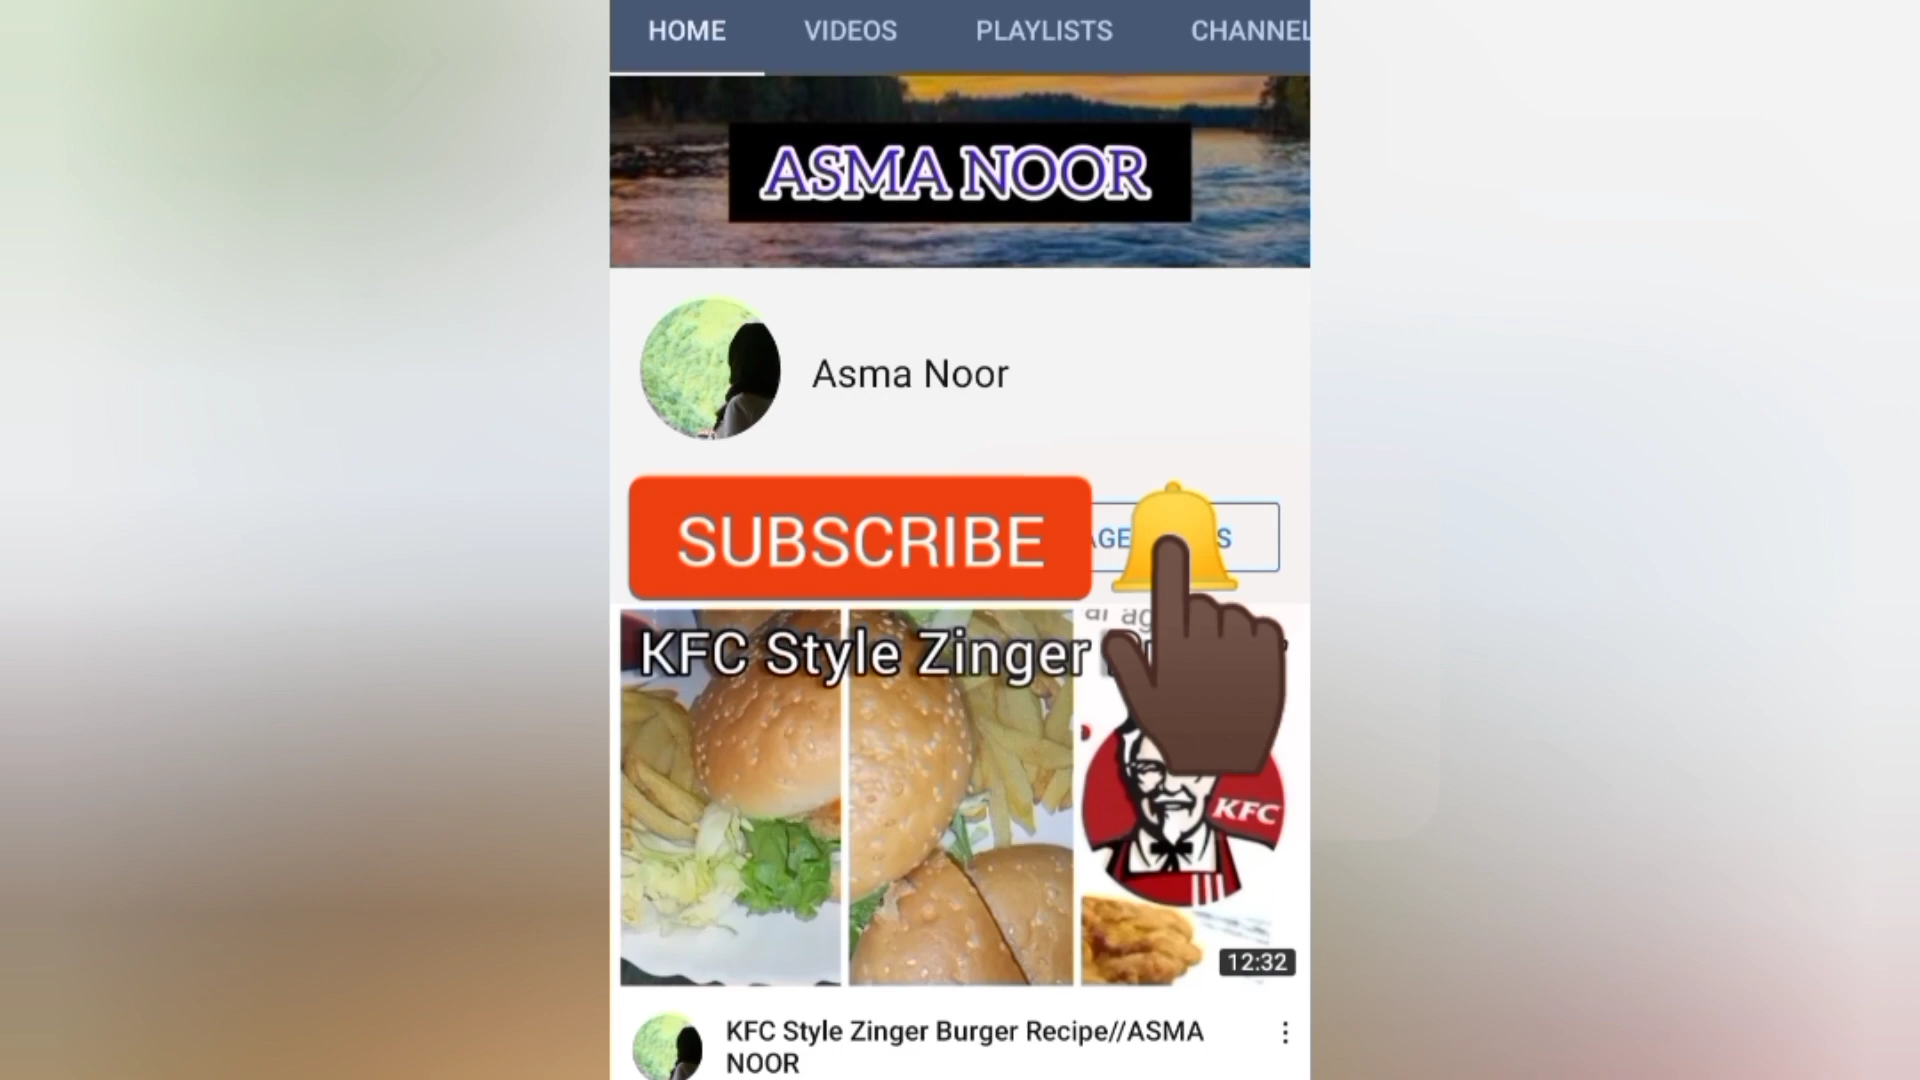 HOME VIDEOS PLAYLISTS CHANNEL
ASMA NOOR
Asma Noor
SUBSCRIBE
KFC Style Zinger
KFC
12:32
KFC Style Zinger Burger Recipe//ASMA
NOOR